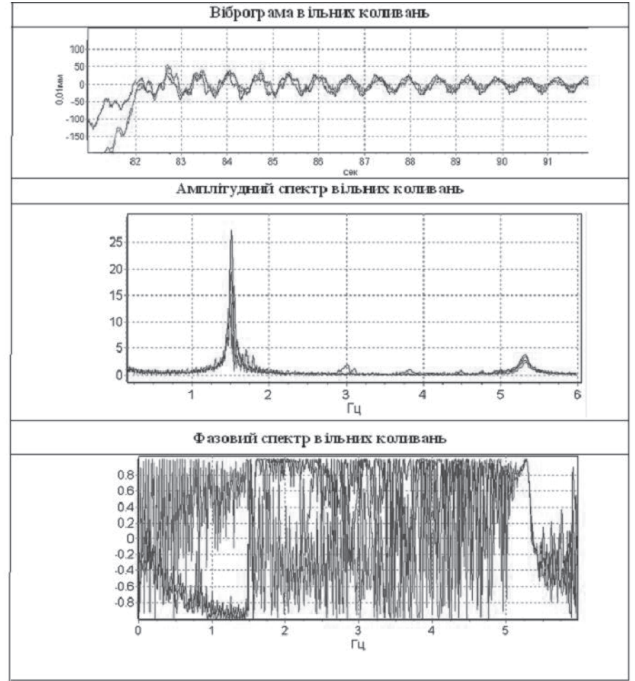 Віброграма вільних коливань
100
50
0
-50
-100
-150
0,01мм
82 83 84 85 86 87 88 89 90 91
сек
Амплітудний спектр вільних коливань
25
20
15
10
5
0
1 2 3 4 5 6
Гц
Фазовий спектр вільних коливань
0.8
0.6
0.4
0.2
0
-0.2
-0.4
-0.6
-0.8
0 1 2 3 4 5
Гц